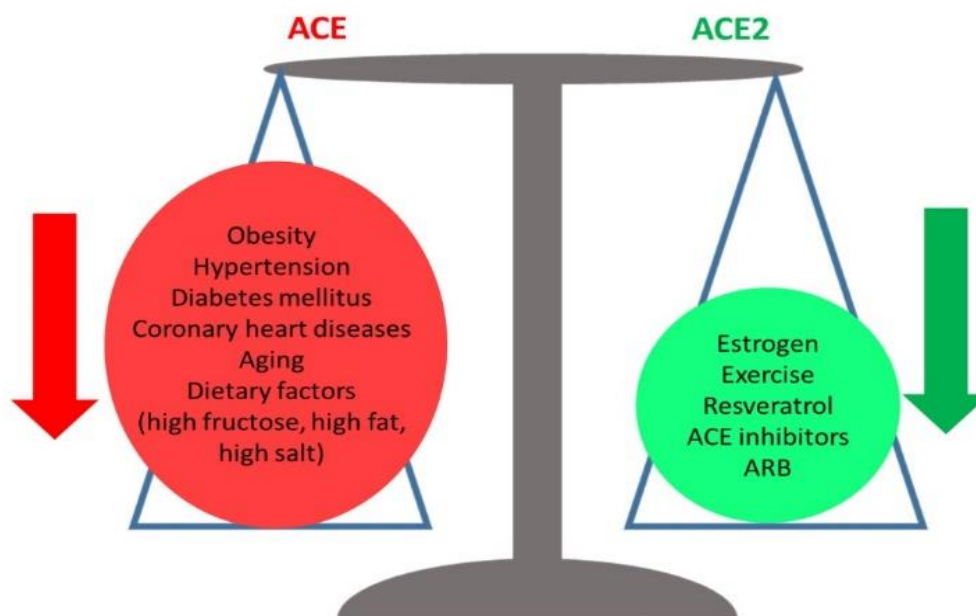 ACE
ACE2
Obesity
Hypertension
Diabetes mellitus
Coronary heart diseases
Aging
Dietary factors
(high fructose, high fat,
high salt)
Estrogen
Exercise
Resveratrol
ACE inhibitors
ARB